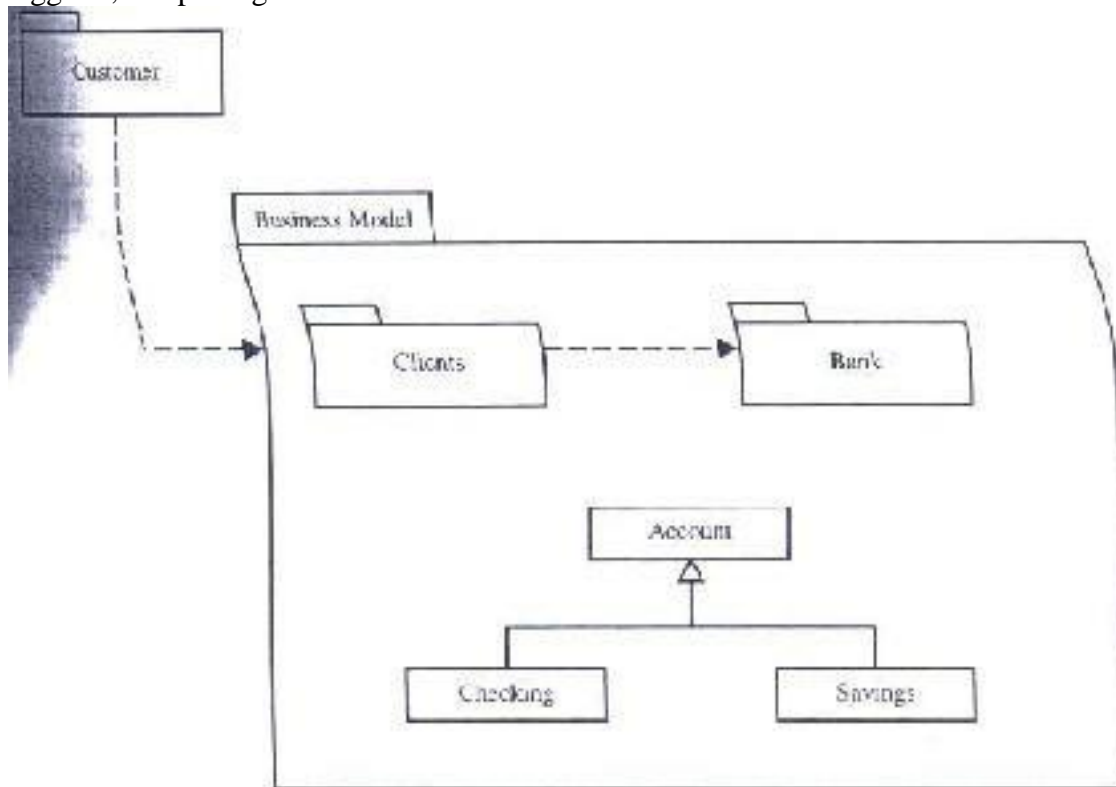 Customer
Business Model
Clients
Bank
Account
Checking
Savings